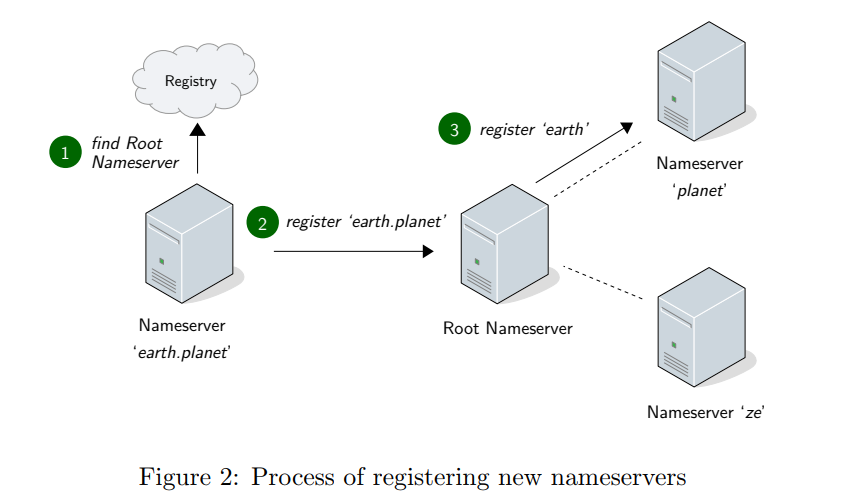 Registry
1
find Root
Nameserver
Nameserver
‘earth.planet’
2
register ‘earth.planet’
Root Nameserver
3
register ‘earth’
Nameserver
‘planet’
Nameserver ‘ze’
Figure 2: Process of registering new nameservers